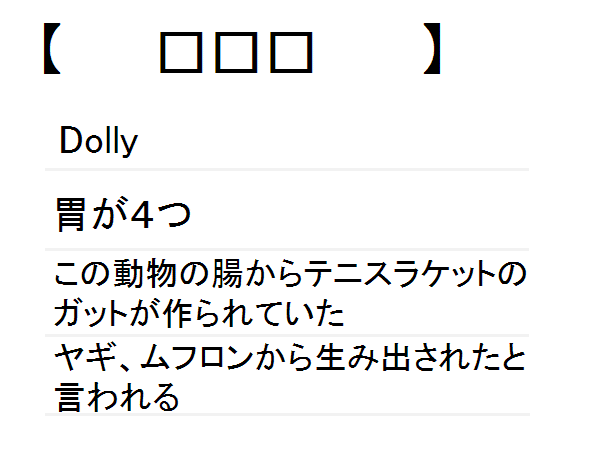 【　□□□　】
Dolly
胃が４つ
この動物の腸からテニスラケットの
ガットが作られていた
ヤギ、ムフロンから生み出されたと
言われる